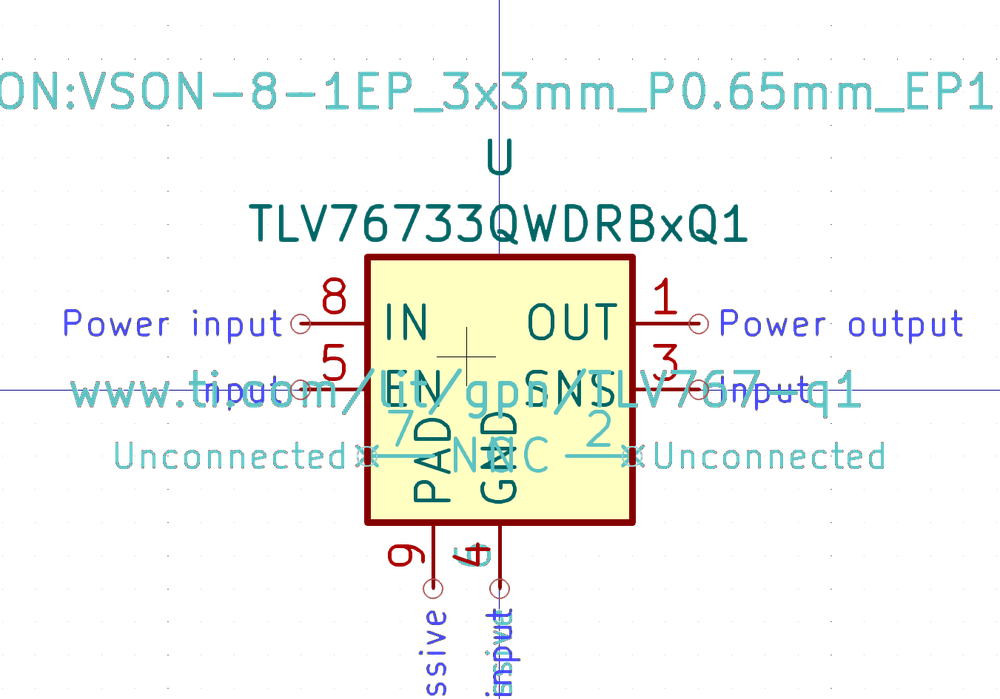 ON:VSON-8-1EP_3x3mm_P0.65mm_EP1
U
TLV76733QWDRBxQ1
Power input 8 IN OUT 1 Power output
5 EN SNS 3 Input
www.ti.com/lit/gpn/TLV767-q1
Unconnected 7 NC 2 Unconnected
PAD GND
9 4 6
ssive input